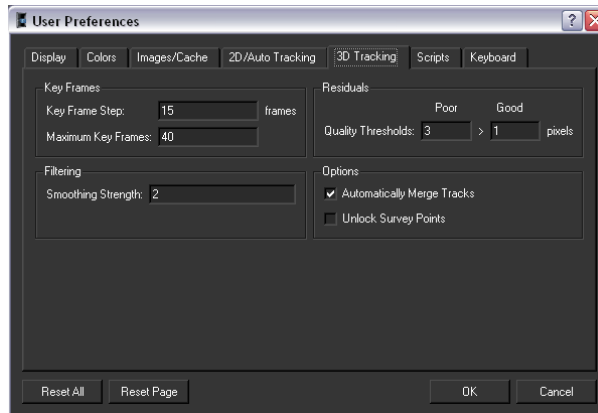 User Preferences
Display Colors Images/Cache 2D/Auto Tracking 3D Tracking Scripts Keyboard
Key Frames
Key Frame Step: 15 frames
Maximum Key Frames: 40
Residuals
Poor Good
Quality Thresholds: 3 > 1 pixels
Filtering
Smoothing Strength: 2
Options
Automatically Merge Tracks
Unlock Survey Points
Reset All Reset Page OK Cancel